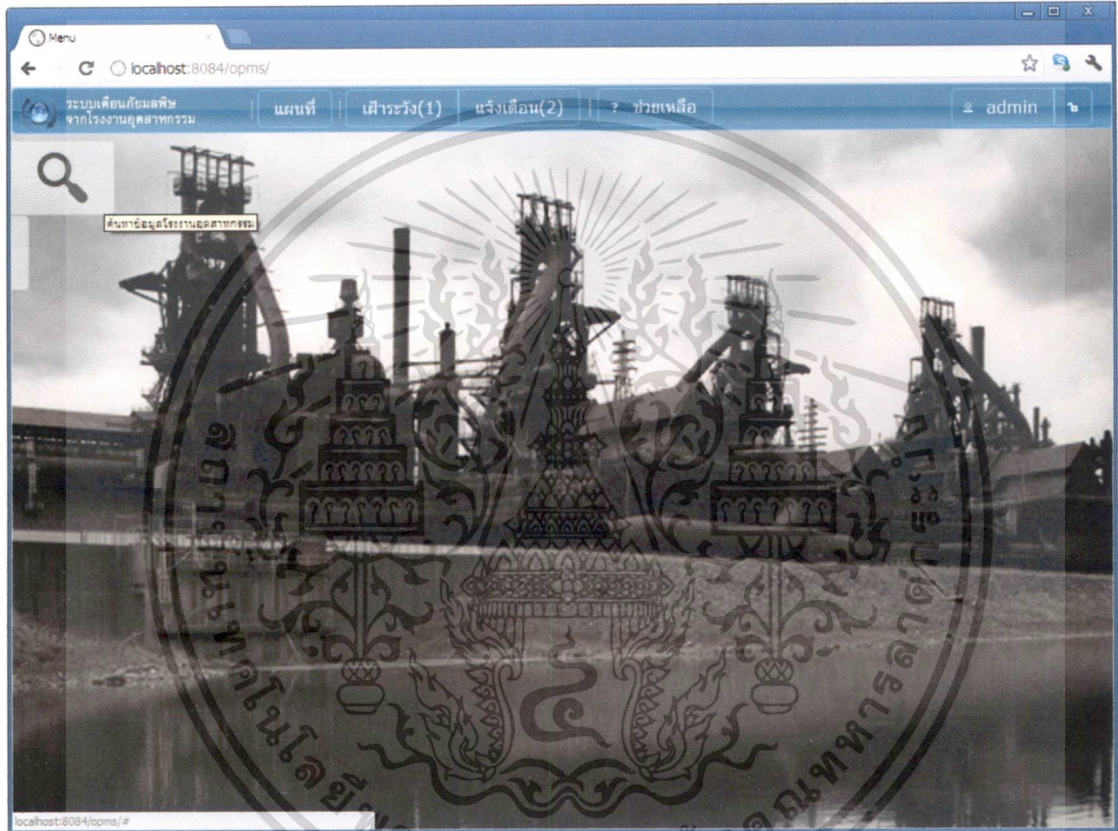 Menu
localhost:8084/opms/
ระบบเตือนภัยมลพิษ
จากโรงงานอุตสาหกรรม
แผนที่
เฝ้าระวัง(1)
แจ้งเตือน(2)
? ช่วยเหลือ
admin
ค้นหาข้อมูลโรงงานอุตสาหกรรม
localhost:8084/opms/#